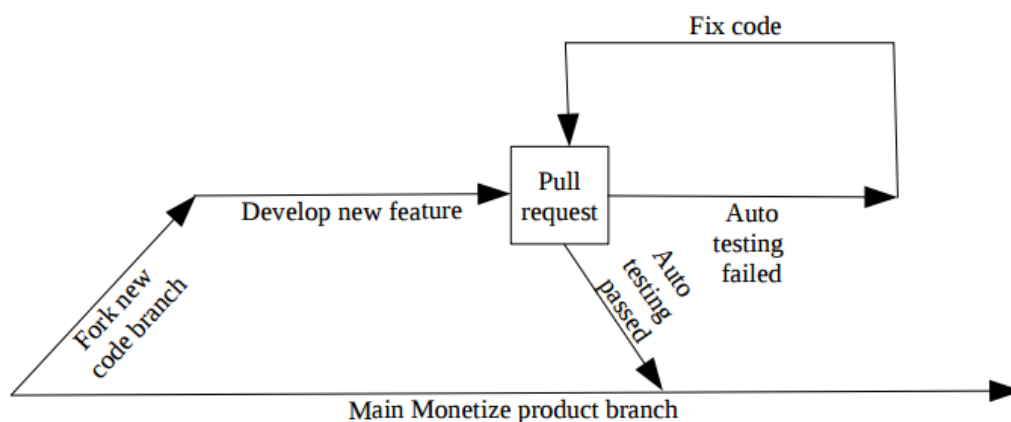 Fix code
Pull
request
Develop new feature
Auto
testing
failed
Auto
testing
passed
Fork new
code branch
Main Monetize product branch